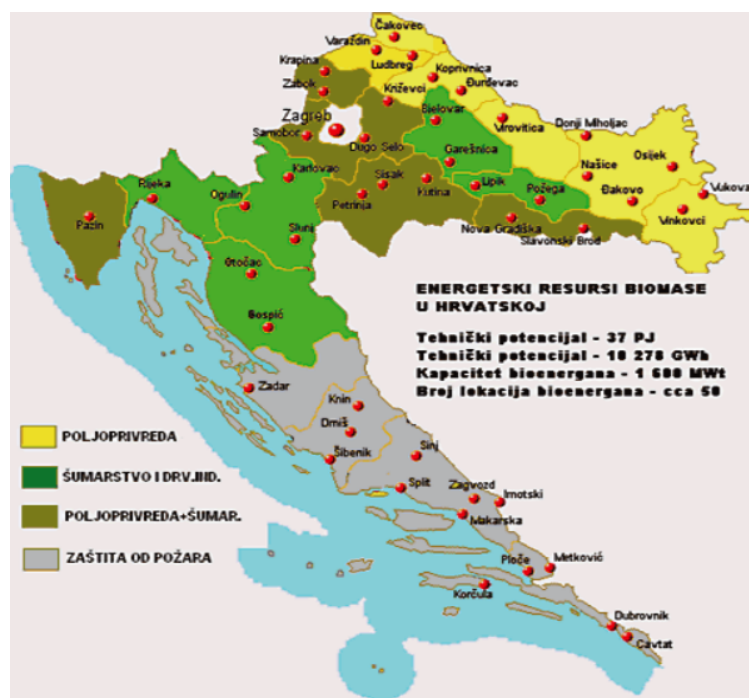 Čakovec
Varaždin
Ludbreg
Krapina
Koprivnica
Zabok
Križevci
Đurđevac
Bjelovar
Zagreb
Virovitica
Donji Miholjac
Samobor
Dugo Selo
Garešnica
Našice
Osijek
Rijeka
Karlovac
Sisak
Kutina
Lipik
Požega
Đakovo
Vukova
Ogulin
Petrinja
Vinkovci
Pazin
Slunj
Nova Gradiška
Slavonski Brod
Otočac
ENERGETSKI RESURSI BIOMASE
U HRVATSKOJ
Gospić
Tehnički potencijal - 37 PJ
Tehnički potencijal - 10 278 GWh
Kapacitet bioenergana - 1 600 MWt
Broj lokacija bioenergana - cca 50
Zadar
Knin
Drniš
POLJOPRIVREDA
Sinj
Šibenik
ŠUMARSTVO I DRV.IND.
Split
Zagvozd
Imotski
POLJOPRIVREDA+ŠUMAR.
Makarska
ZAŠTITA OD POŽARA
Ploče
Metković
Korčula
Dubrovnik
Cavtat